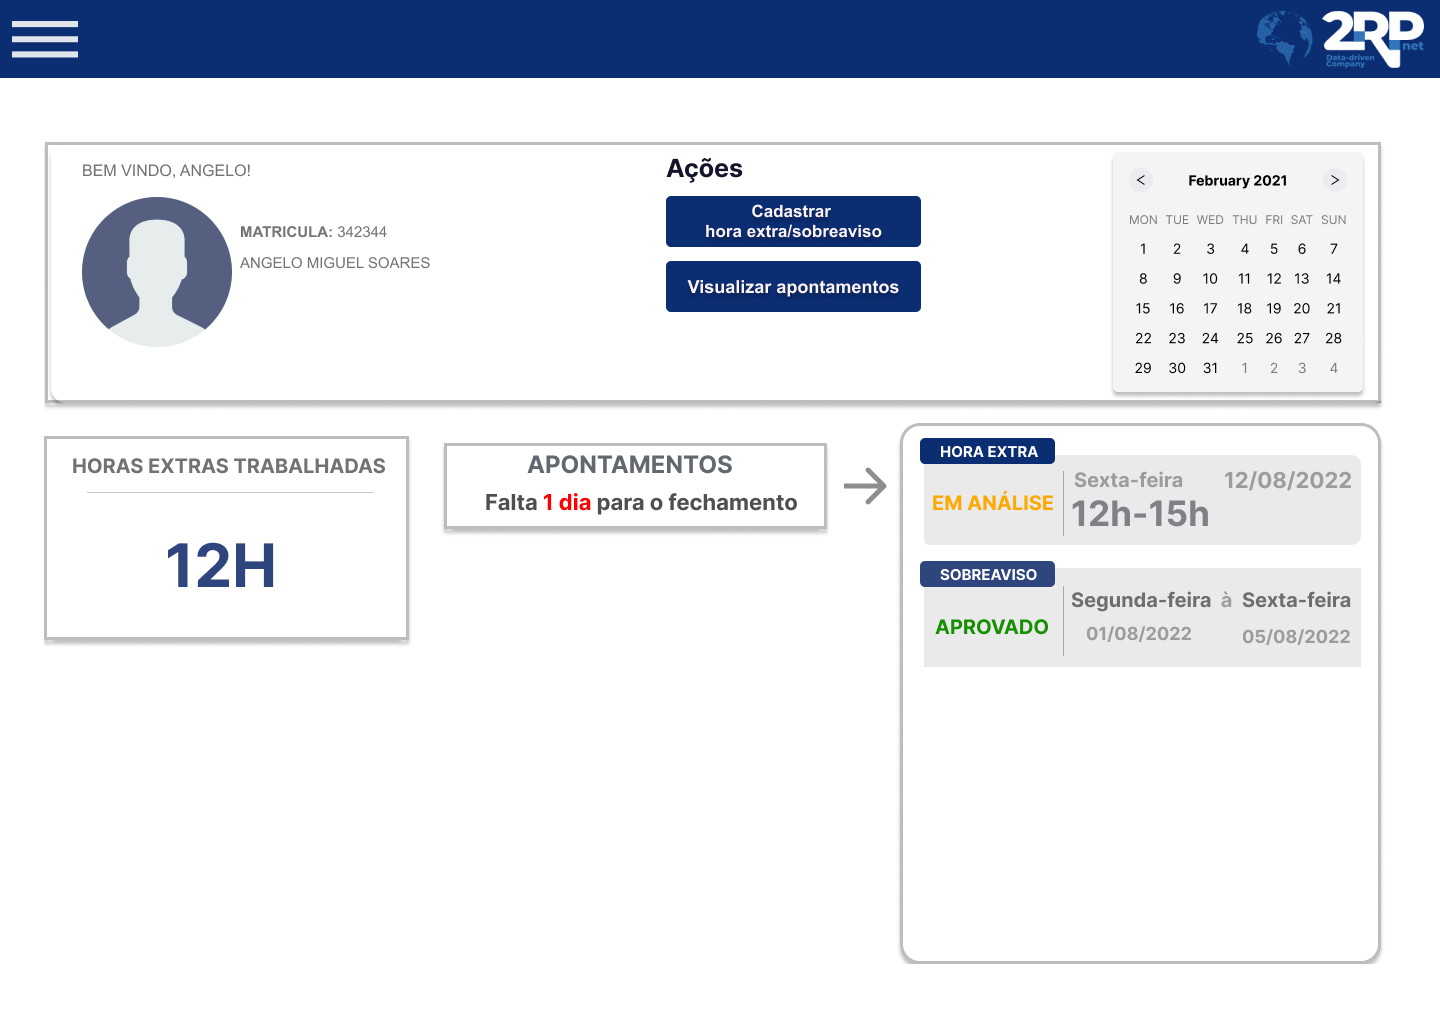 2RP
net
Data-driven
Company
BEM VINDO, ANGELO!
MATRICULA: 342344
ANGELO MIGUEL SOARES
Ações
Cadastrar
hora extra/sobreaviso
Visualizar apontamentos
< February 2021 >
MON TUE WED THU FRI SAT SUN
1 2 3 4 5 6 7
8 9 10 11 12 13 14
15 16 17 18 19 20 21
22 23 24 25 26 27 28
29 30 31 1 2 3 4
HORAS EXTRAS TRABALHADAS
12H
APONTAMENTOS
Falta 1 dia para o fechamento
HORA EXTRA
EM ANÁLISE
Sexta-feira 12/08/2022
12h-15h
SOBREAVISO
APROVADO
Segunda-feira à Sexta-feira
01/08/2022 05/08/2022